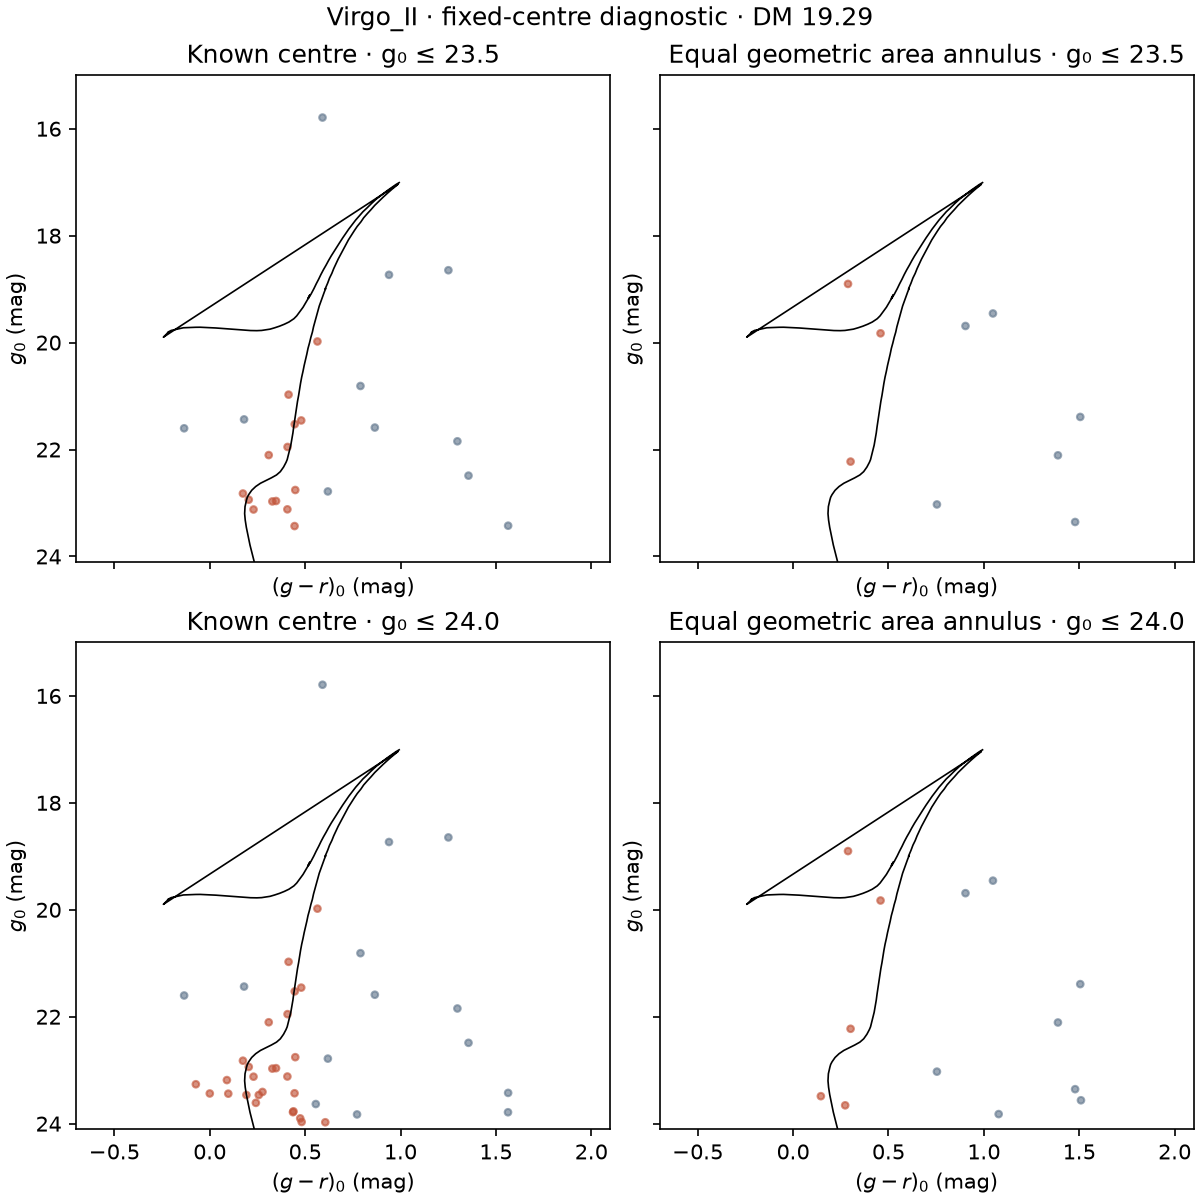 Virgo_II · fixed-centre diagnostic · DM 19.29
Known centre · g₀ ≤ 23.5
Equal geometric area annulus · g₀ ≤ 23.5
16
18
20
22
24
g₀ (mag)
g₀ (mag)
(g − r)₀ (mag)
(g − r)₀ (mag)
Known centre · g₀ ≤ 24.0
Equal geometric area annulus · g₀ ≤ 24.0
16
18
20
22
24
g₀ (mag)
g₀ (mag)
−0.5 0.0 0.5 1.0 1.5 2.0
−0.5 0.0 0.5 1.0 1.5 2.0
(g − r)₀ (mag)
(g − r)₀ (mag)